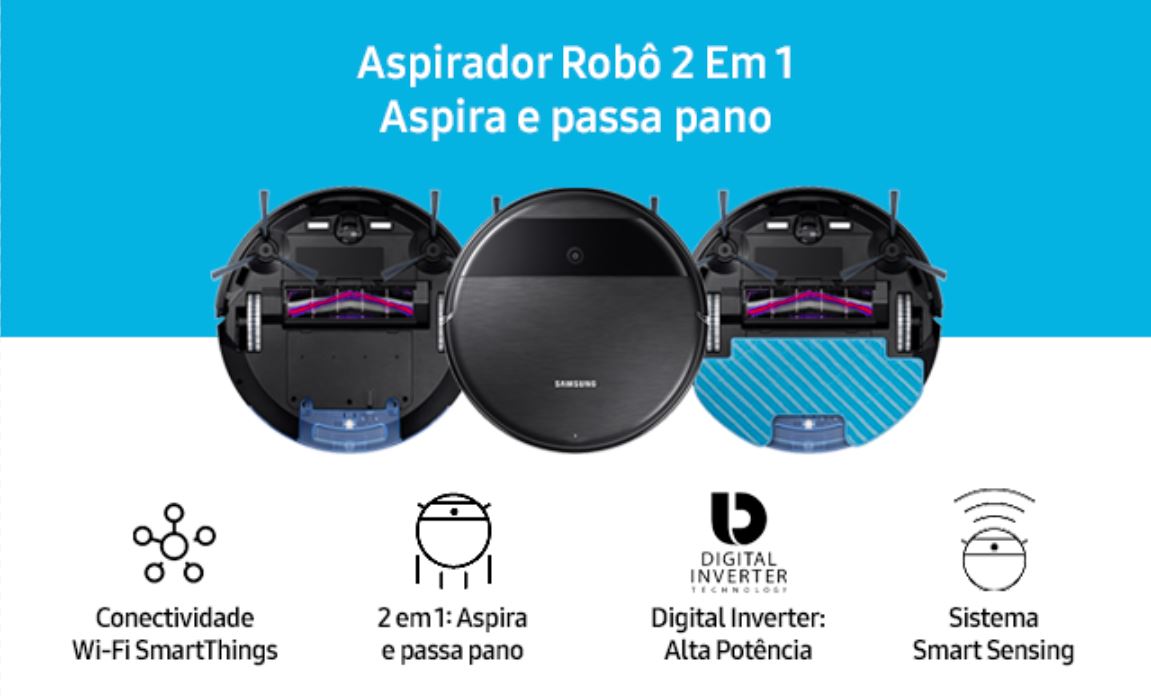 Aspirador Robô 2 Em 1
Aspira e passa pano
SAMSUNG
DIGITAL
INVERTER
TECHNOLOGY
Conectividade
Wi-Fi SmartThings
2 em 1: Aspira
e passa pano
Digital Inverter:
Alta Potência
Sistema
Smart Sensing